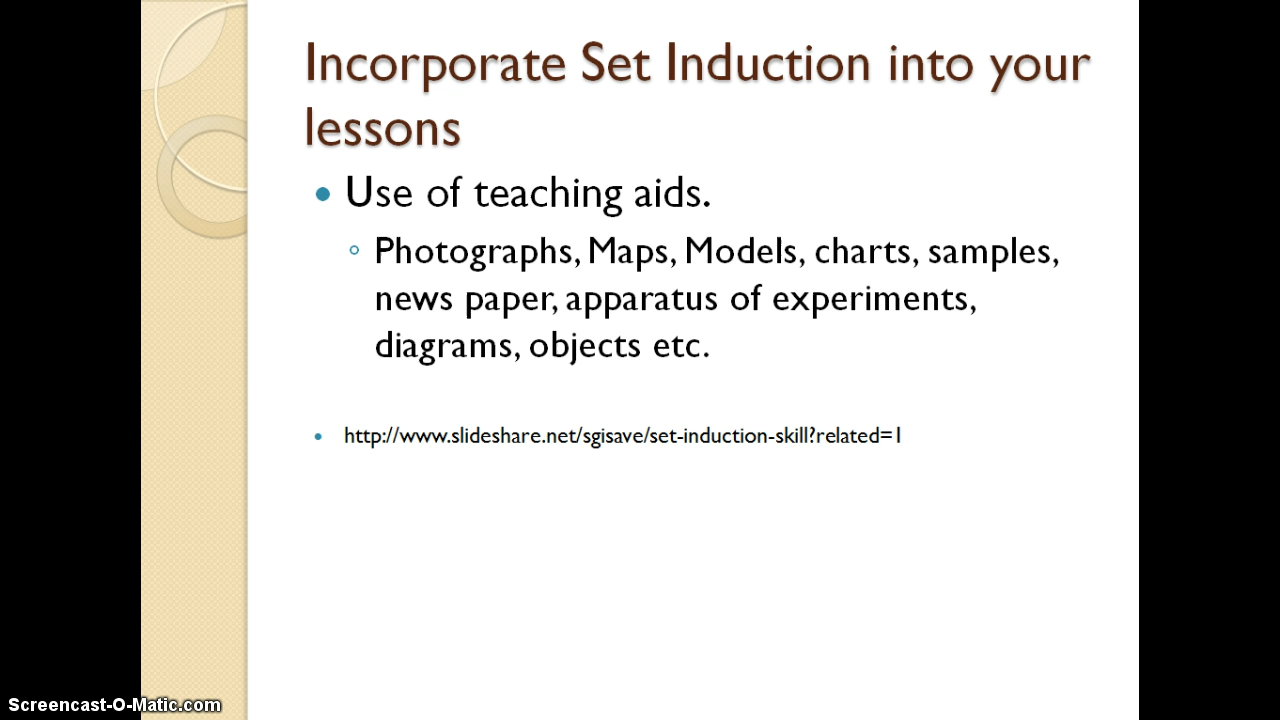 Incorporate Set Induction into your
lessons
Use of teaching aids.
Photographs, Maps, Models, charts, samples,
news paper, apparatus of experiments,
diagrams, objects etc.
http://www.slideshare.net/sgisave/set-induction-skill?related=1
Screencast-O-Matic.com